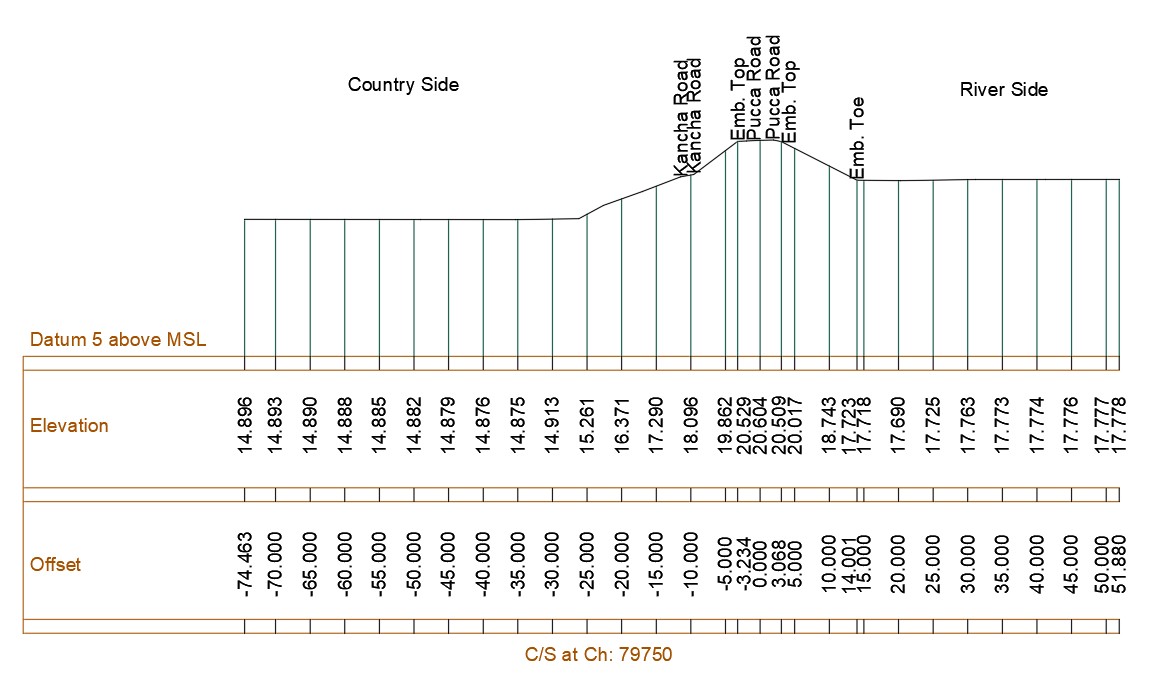 Country Side
River Side
Kancha Road
Kancha Road
Emb. Top
Pucca Road
Pucca Road
Emb. Top
Emb. Toe
Datum 5 above MSL
Elevation
14.896 14.893 14.890 14.888 14.885 14.882 14.879 14.876 14.875 14.913 15.261 16.371 17.290 18.096 19.862 20.529 20.604 20.509 20.017 18.743 17.723 17.718 17.690 17.725 17.763 17.773 17.774 17.776 17.777 17.778
Offset
-74.463 -70.000 -65.000 -60.000 -55.000 -50.000 -45.000 -40.000 -35.000 -30.000 -25.000 -20.000 -15.000 -10.000 -5.000 -3.234 0.000 3.068 5.000 10.000 14.001 15.000 20.000 25.000 30.000 35.000 40.000 45.000 50.000 51.880
C/S at Ch: 79750